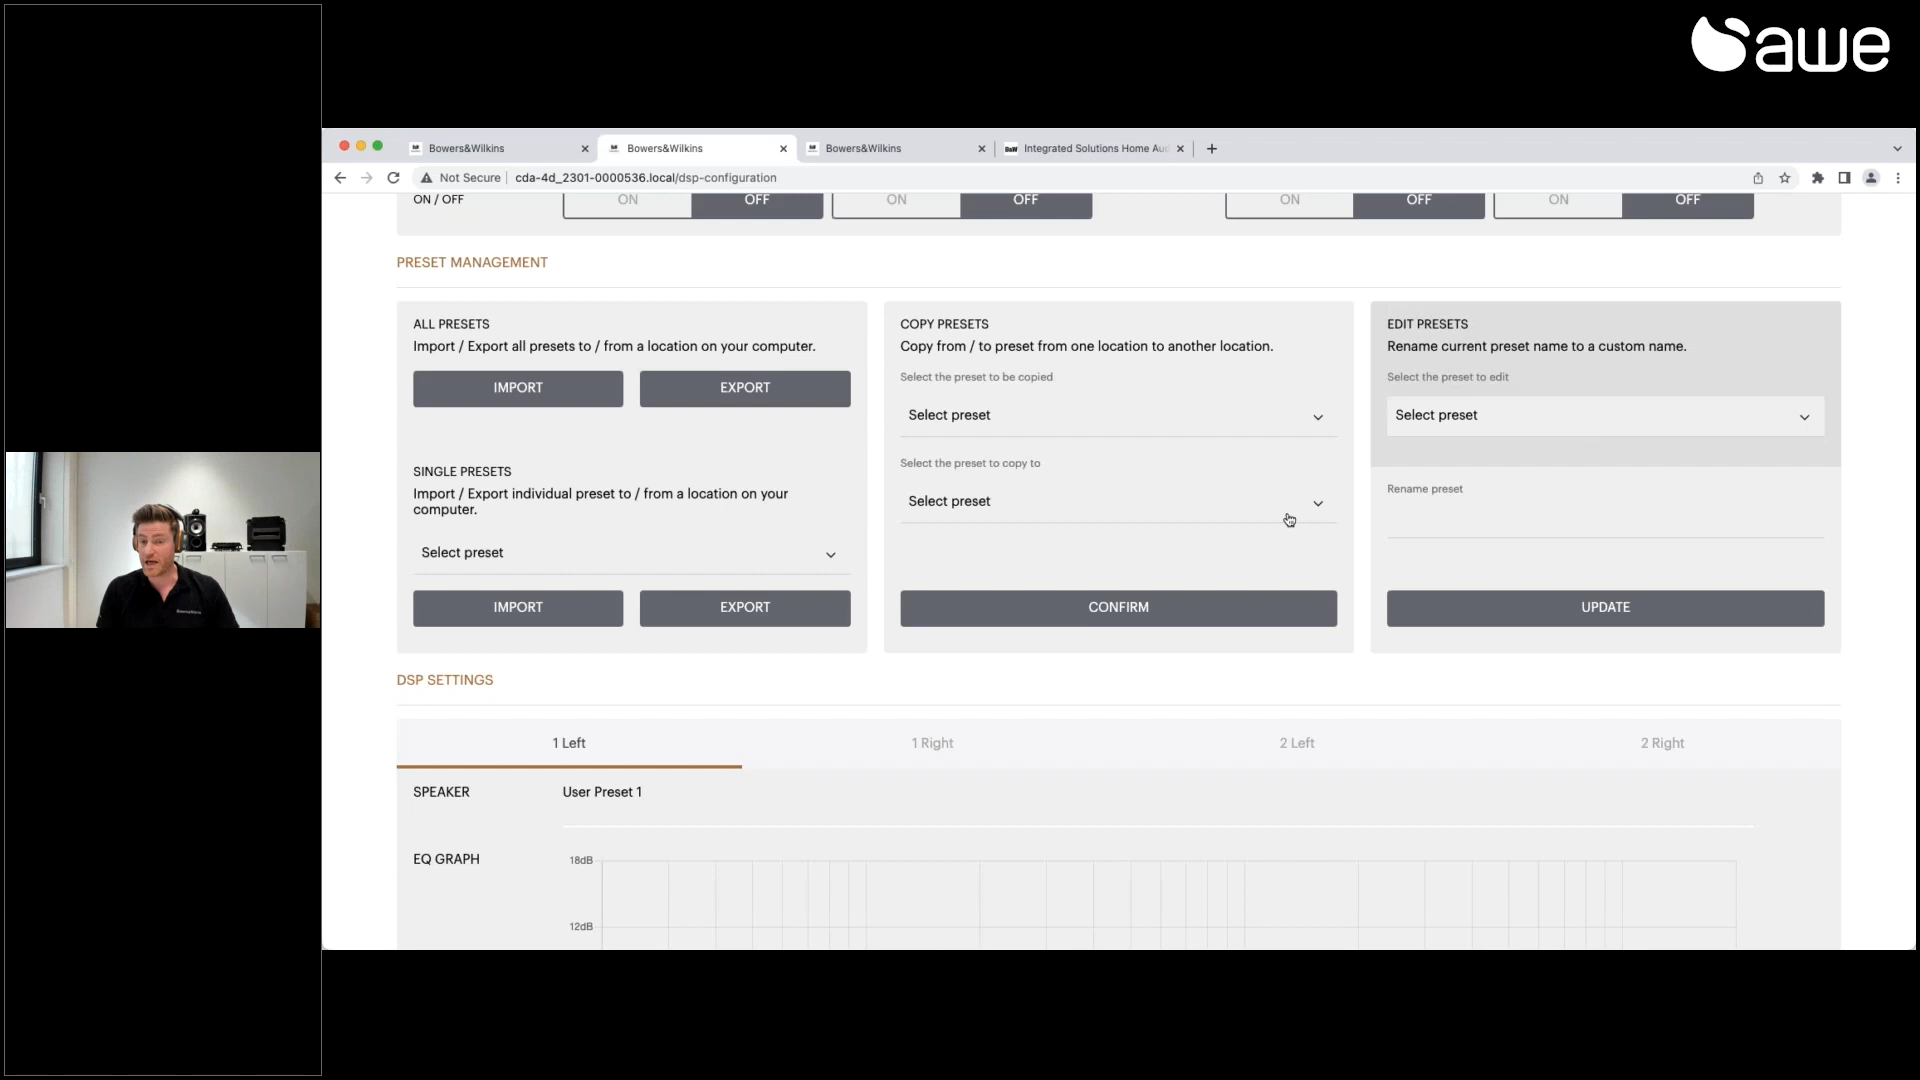 awe
Bowers&Wilkins
Bowers&Wilkins
Bowers&Wilkins
Integrated Solutions Home Au
Not Secure
cda-4d_2301-0000536.local/dsp-configuration
ON / OFF
ON
OFF
ON
OFF
ON
OFF
ON
OFF
PRESET MANAGEMENT
ALL PRESETS
Import / Export all presets to / from a location on your computer.
IMPORT
EXPORT
SINGLE PRESETS
Import / Export individual preset to / from a location on your
computer.
Select preset
IMPORT
EXPORT
COPY PRESETS
Copy from / to preset from one location to another location.
Select the preset to be copied
Select preset
Select the preset to copy to
Select preset
CONFIRM
EDIT PRESETS
Rename current preset name to a custom name.
Select the preset to edit
Select preset
Rename preset
UPDATE
DSP SETTINGS
1 Left
1 Right
2 Left
2 Right
SPEAKER
User Preset 1
EQ GRAPH
18dB
12dB